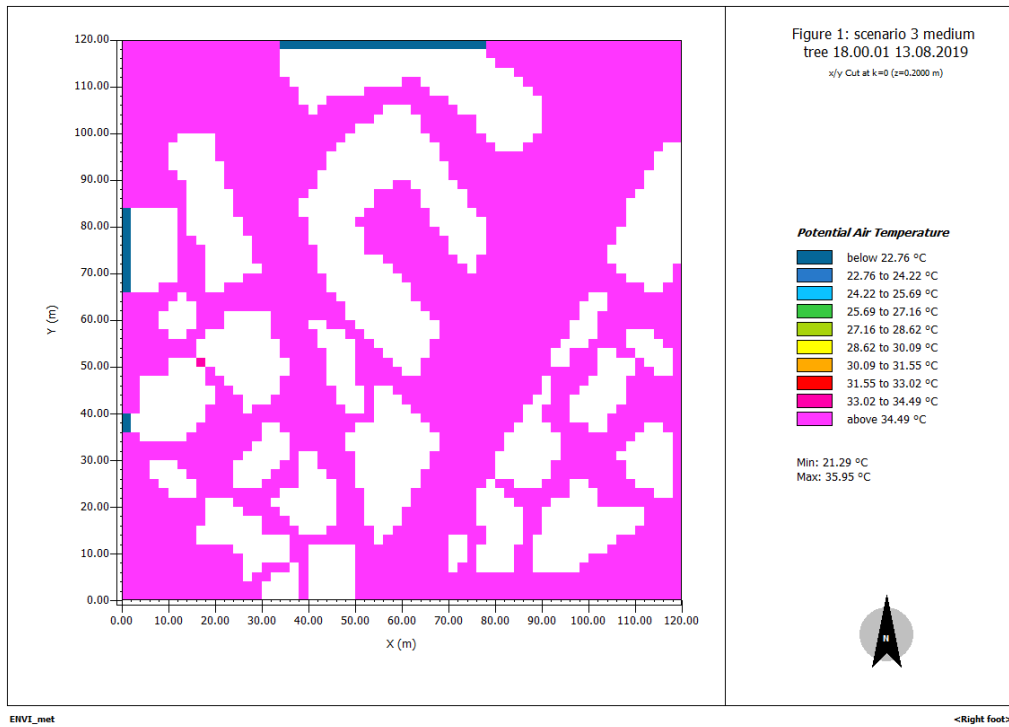 Figure 1: scenario 3 medium
tree 18.00.01 13.08.2019
x/y Cut at k=0 (z=0.2000 m)
120.00
110.00
100.00
90.00
80.00
70.00
60.00
50.00
40.00
30.00
20.00
10.00
0.00
Y (m)
0.00 10.00 20.00 30.00 40.00 50.00 60.00 70.00 80.00 90.00 100.00 110.00 120.00
X (m)
Potential Air Temperature
below 22.76 °C
22.76 to 24.22 °C
24.22 to 25.69 °C
25.69 to 27.16 °C
27.16 to 28.62 °C
28.62 to 30.09 °C
30.09 to 31.55 °C
31.55 to 33.02 °C
33.02 to 34.49 °C
above 34.49 °C
Min: 21.29 °C
Max: 35.95 °C
N
ENVI_met
<Right foot>